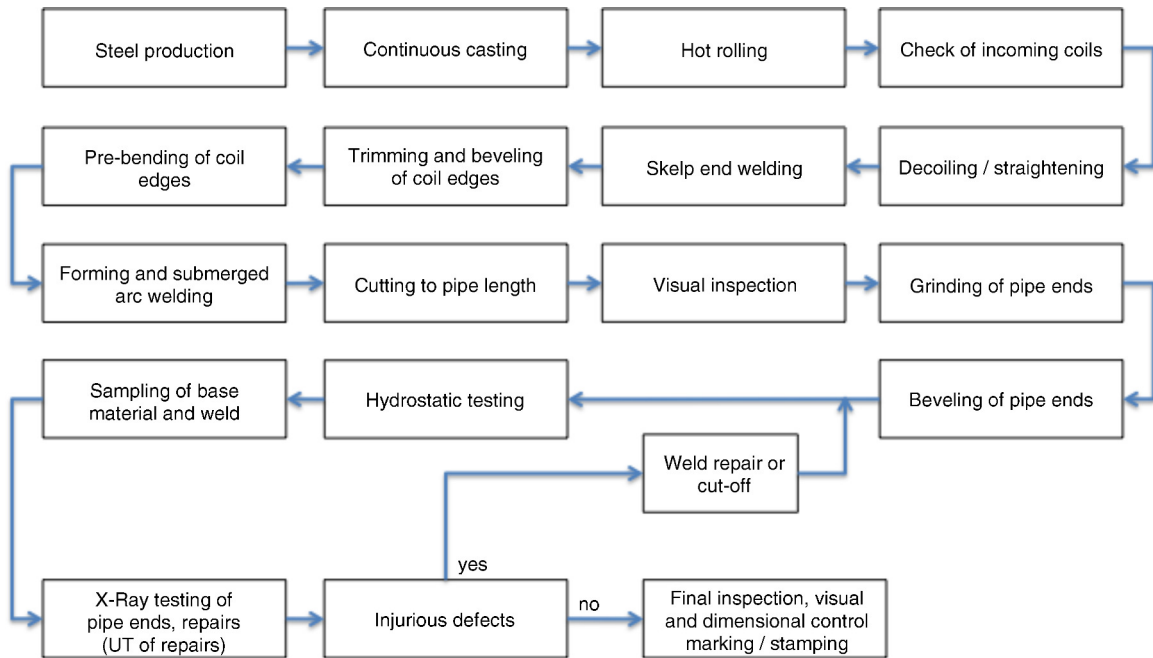 Steel production
Continuous casting
Hot rolling
Check of incoming coils
Pre-bending of coil
edges
Trimming and beveling
of coil edges
Skelp end welding
Decoiling / straightening
Forming and submerged
arc welding
Cutting to pipe length
Visual inspection
Grinding of pipe ends
Sampling of base
material and weld
Hydrostatic testing
Beveling of pipe ends
Weld repair or
cut-off
yes
X-Ray testing of
pipe ends, repairs
(UT of repairs)
Injurious defects
no
Final inspection, visual
and dimensional control
marking / stamping